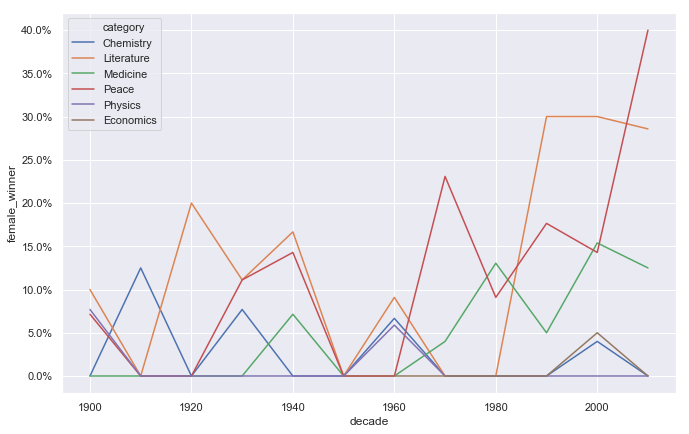 category
Chemistry
Literature
Medicine
Peace
Physics
Economics
40.0%
35.0%
30.0%
25.0%
20.0%
15.0%
10.0%
5.0%
0.0%
female_winner
1900
1920
1940
1960
1980
2000
decade